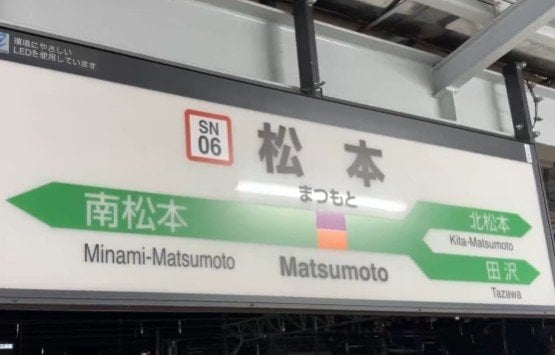 環境にやさしい
LEDを使用しています
SN
06
松本
まつもと
南松本
Minami-Matsumoto
Matsumoto
北松本
Kita-Matsumoto
田沢
Tazawa